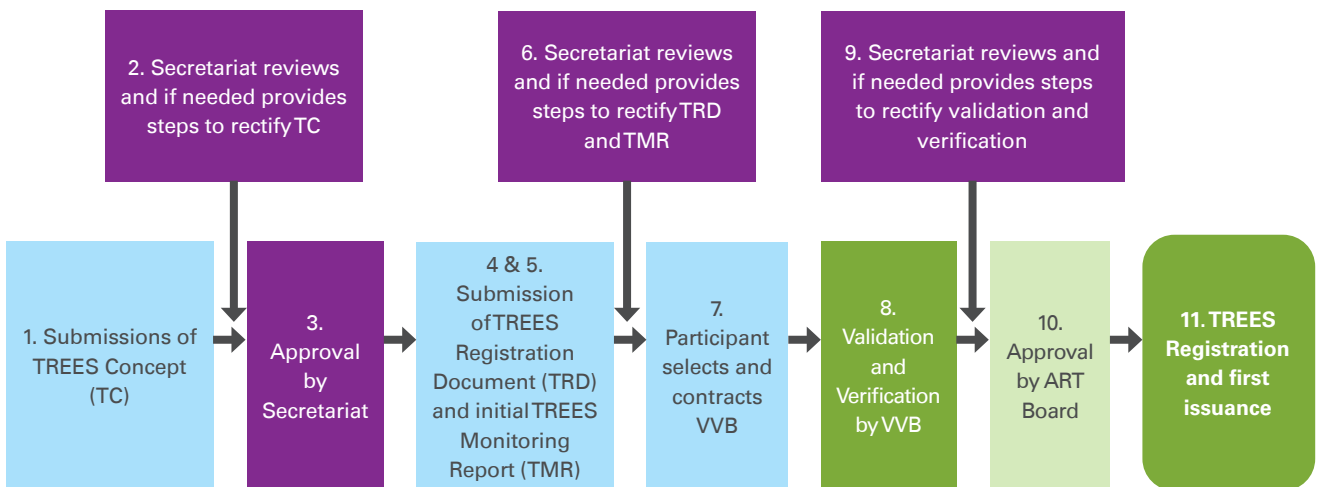 2. Secretariat reviews
and if needed provides
steps to rectify TC
6. Secretariat reviews
and if needed provides
steps to rectify TRD
and TMR
9. Secretariat reviews and
if needed provides steps
to rectify validation and
verification
1. Submissions of
TREES Concept
(TC)
3.
Approval
by
Secretariat
4 & 5.
Submission
of TREES
Registration
Document (TRD)
and initial TREES
Monitoring
Report (TMR)
7.
Participant
selects and
contracts
VVB
8.
Validation
and
Verification
by VVB
10.
Approval
by ART
Board
11. TREES
Registration
and first
issuance